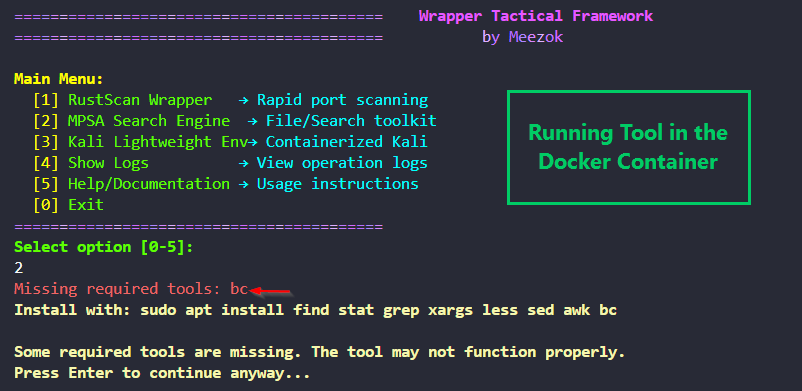 ========================================= Wrapper Tactical Framework
========================================= by Meezok
Main Menu:
[1] RustScan Wrapper → Rapid port scanning
[2] MPSA Search Engine → File/Search toolkit
[3] Kali Lightweight Env→ Containerized Kali
[4] Show Logs → View operation logs
[5] Help/Documentation → Usage instructions
[0] Exit
=========================================
Select option [0-5]:
2
Missing required tools: bc
Install with: sudo apt install find stat grep xargs less sed awk bc
Some required tools are missing. The tool may not function properly.
Press Enter to continue anyway...
Running Tool in the
Docker Container